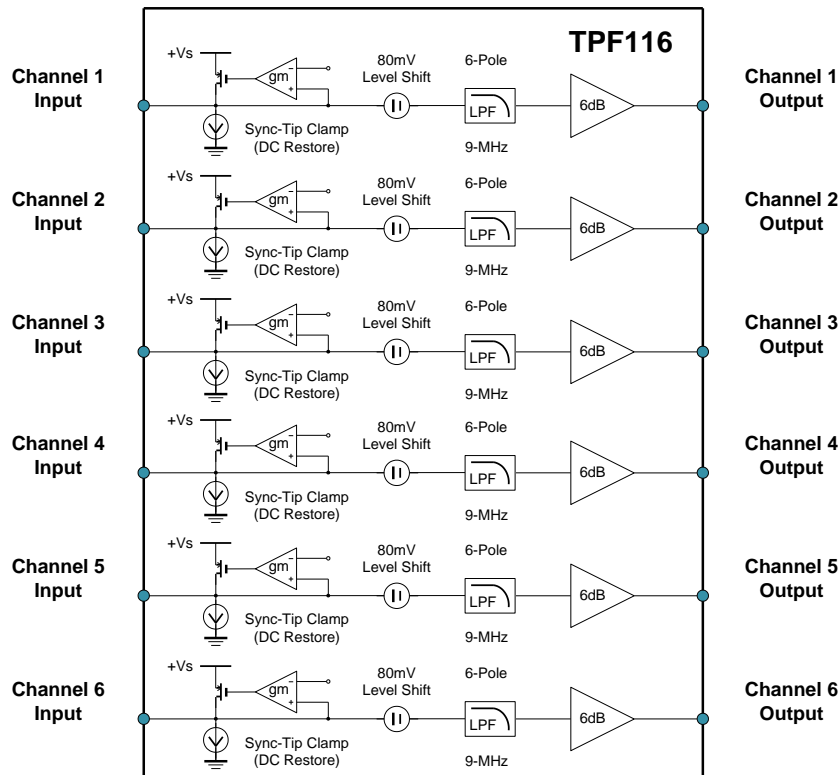 TPF116
Channel 1
Input
+Vs
gm
−
+
Sync-Tip Clamp
(DC Restore)
80mV
Level Shift
6-Pole
LPF
9-MHz
6dB
Channel 1
Output
Channel 2
Input
+Vs
gm
−
+
Sync-Tip Clamp
(DC Restore)
80mV
Level Shift
6-Pole
LPF
9-MHz
6dB
Channel 2
Output
Channel 3
Input
+Vs
gm
−
+
Sync-Tip Clamp
(DC Restore)
80mV
Level Shift
6-Pole
LPF
9-MHz
6dB
Channel 3
Output
Channel 4
Input
+Vs
gm
−
+
Sync-Tip Clamp
(DC Restore)
80mV
Level Shift
6-Pole
LPF
9-MHz
6dB
Channel 4
Output
Channel 5
Input
+Vs
gm
−
+
Sync-Tip Clamp
(DC Restore)
80mV
Level Shift
6-Pole
LPF
9-MHz
6dB
Channel 5
Output
Channel 6
Input
+Vs
gm
−
+
Sync-Tip Clamp
(DC Restore)
80mV
Level Shift
6-Pole
LPF
9-MHz
6dB
Channel 6
Output